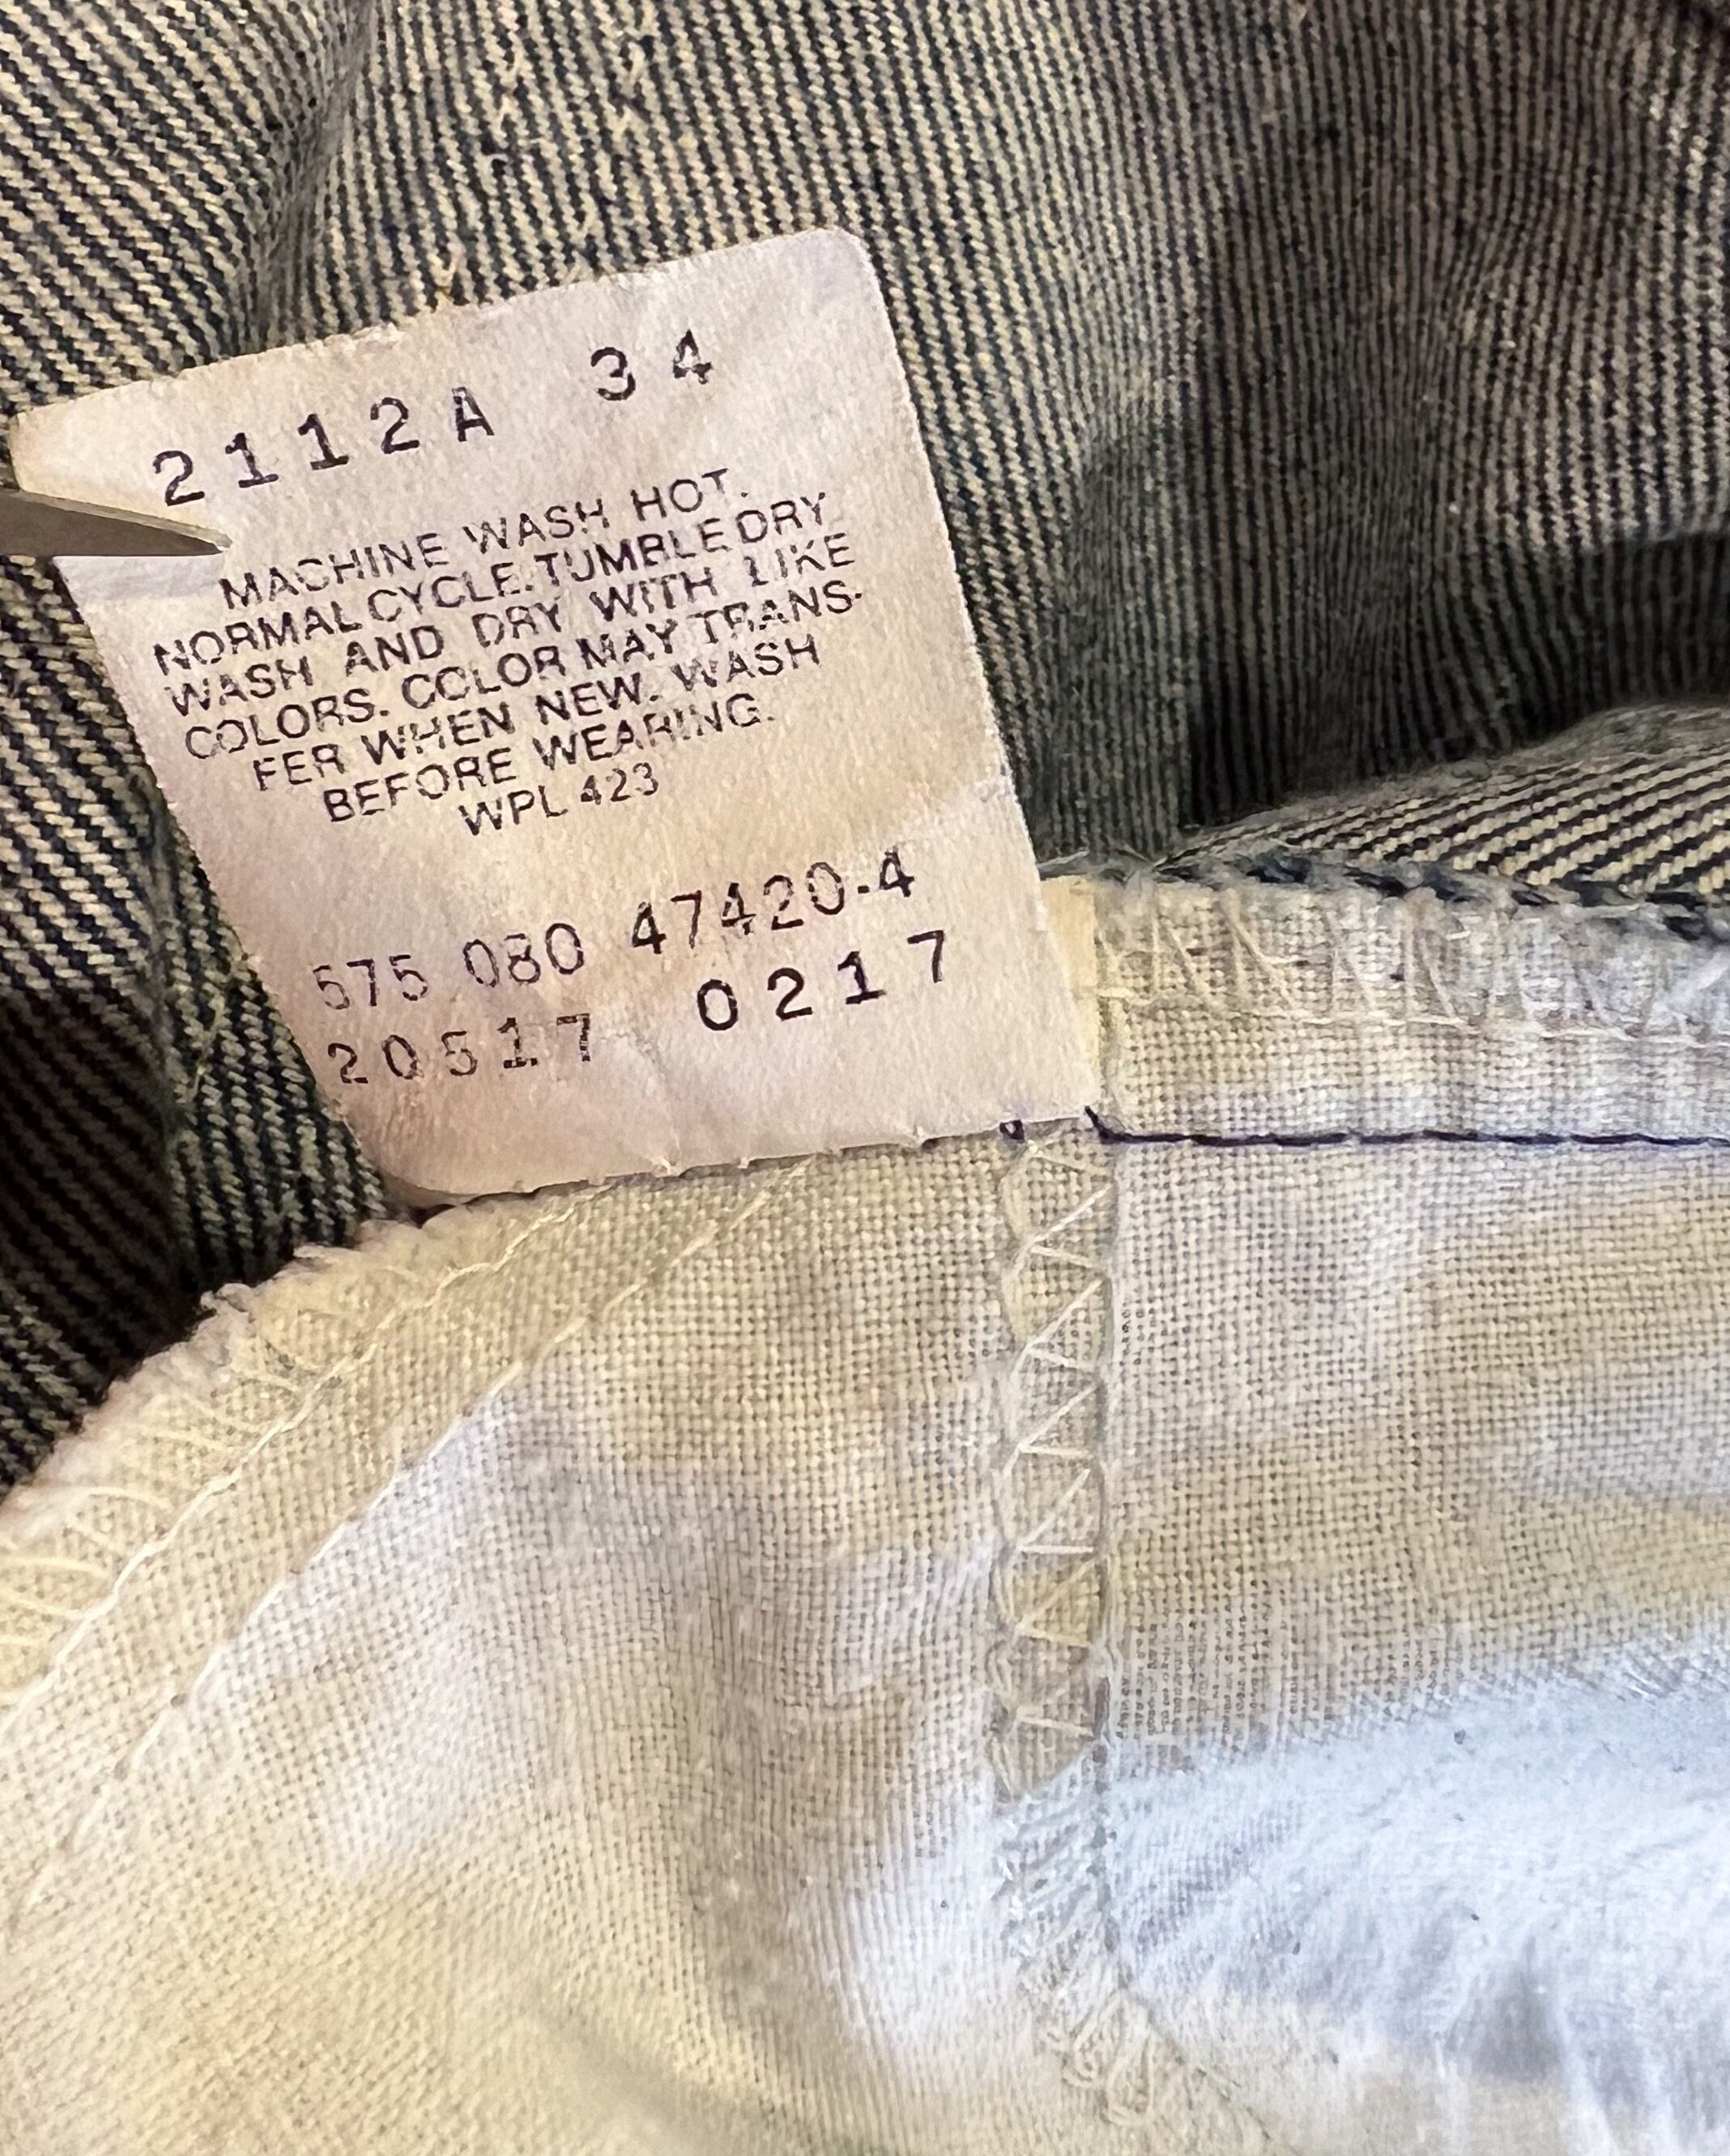 2112A 34
MACHINE WASH HOT.
NORMAL CYCLE. TUMBLE DRY
WASH AND DRY WITH LIKE
COLORS. COLOR MAY TRANS-
FER WHEN NEW. WASH
BEFORE WEARING.
WPL 423
575 080 47420-4
20517 0217